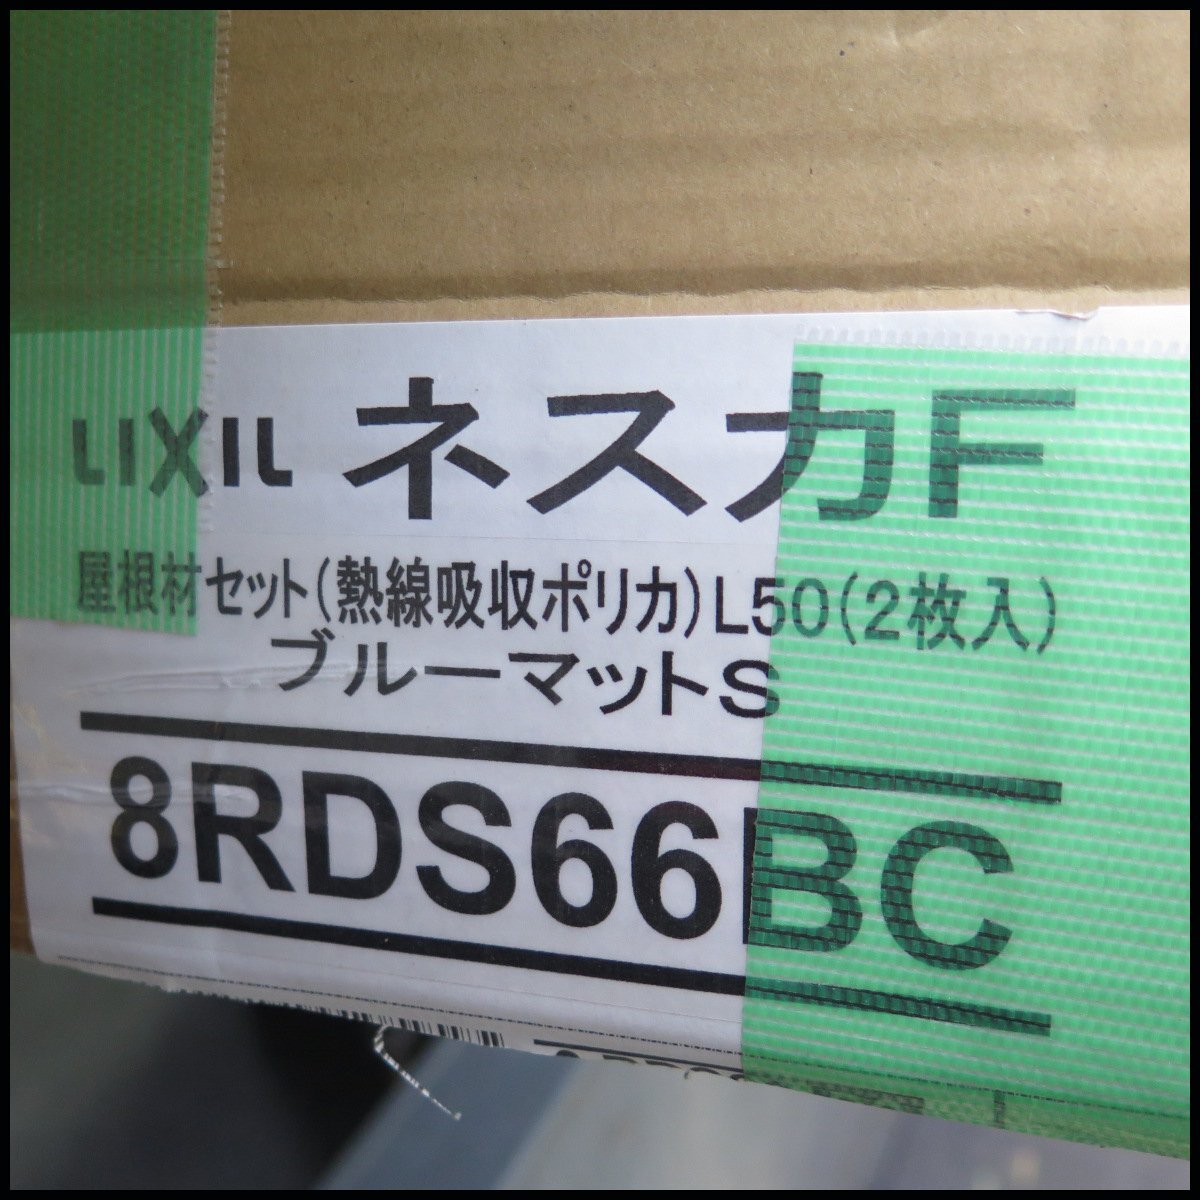 LIXIL ネスカF
屋根材セット(熱線吸収ポリカ)L50(2枚入)
ブルーマットS
8RDS66BC